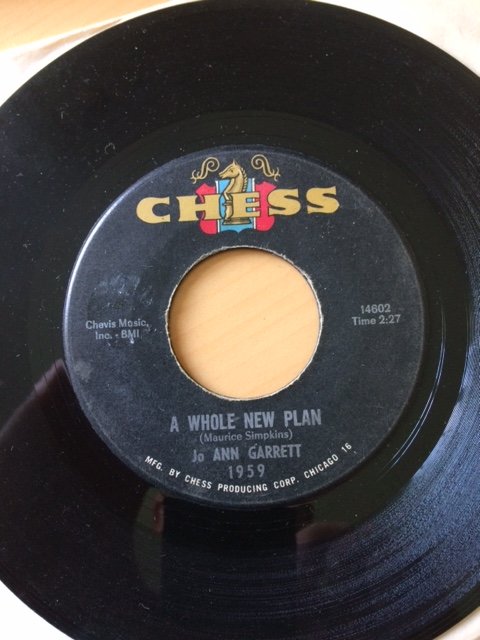 CHESS
Chevis Music,
Inc. - BMI
14602
Time 2:27
A WHOLE NEW PLAN
(Maurice Simpkins)
Jo ANN GARRETT
1959
MFG. BY CHESS PRODUCING CORP. CHICAGO 16